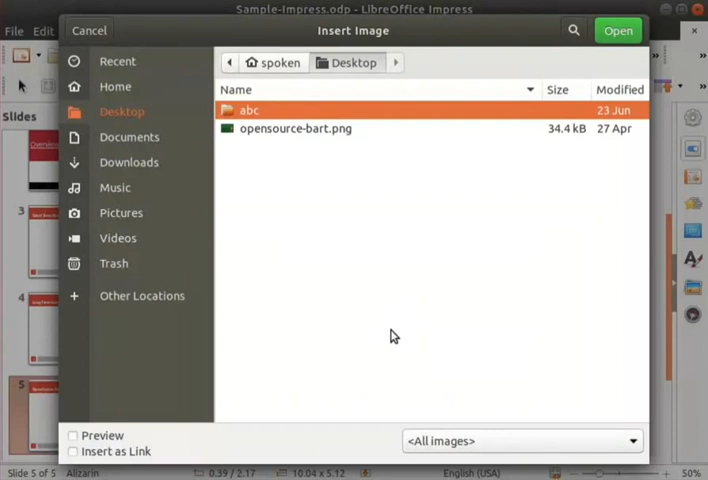 Sample-Impress.odp - LibreOffice Impress
File Edit
Cancel
Insert Image
Open
Recent
Home
Desktop
Documents
Downloads
Music
Pictures
Videos
Trash
Other Locations
spoken
Desktop
Name
Size
Modified
abc
23 Jun
opensource-bart.png
34.4 kB
27 Apr
Slides
3
4
5
Preview
Insert as Link
<All images>
Slide 5 of 5
Alizarin
0.39 / 2.17
10.04 x 5.12
English (USA)
50%